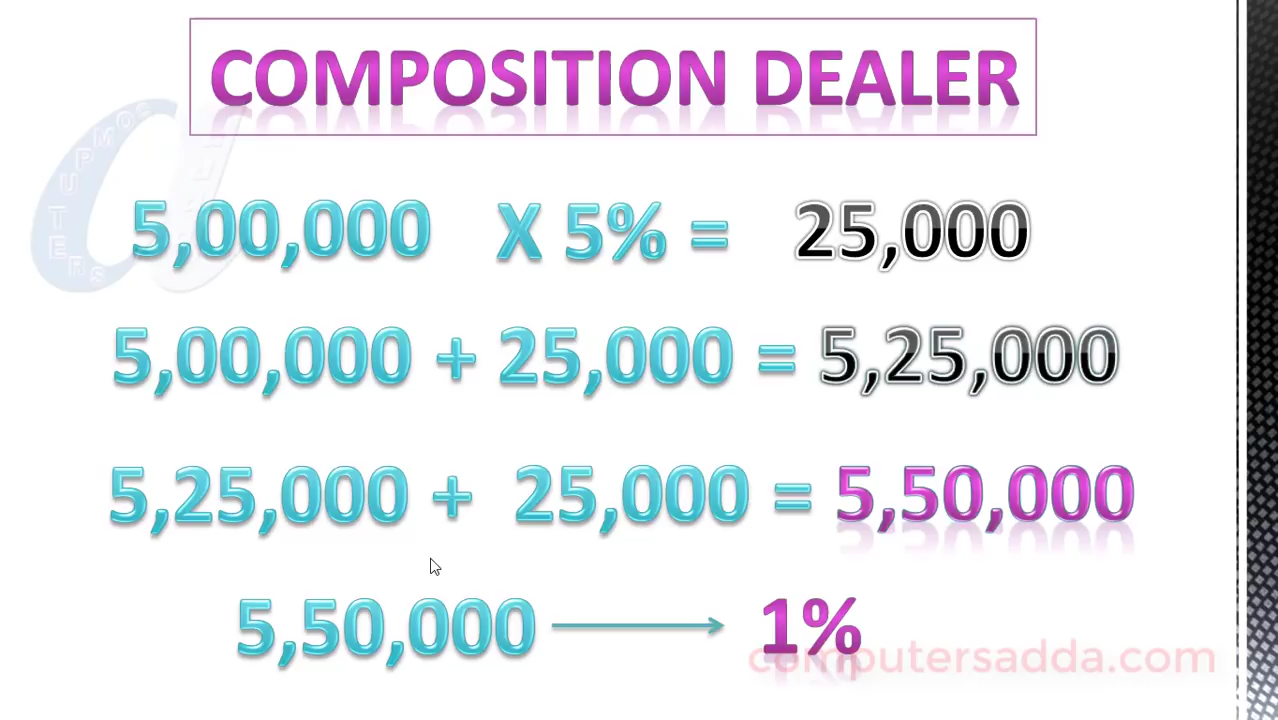 COMPOSITION DEALER
COMPUTERS
5,00,000 X 5% = 25,000
5,00,000 + 25,000 = 5,25,000
5,25,000 + 25,000 = 5,50,000
5,50,000 → 1%
computersadda.com